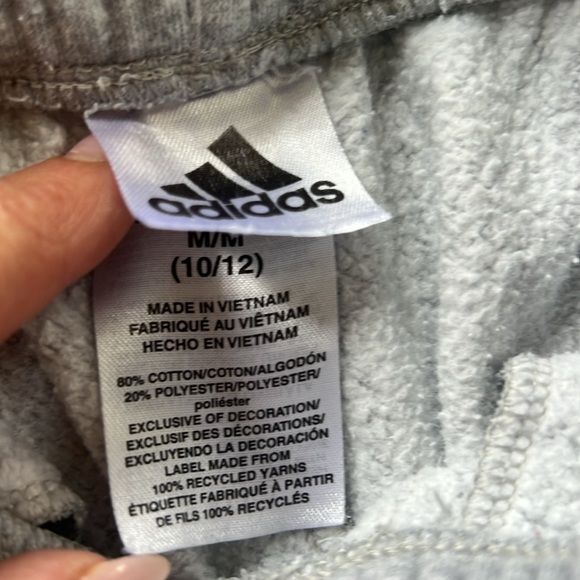 adidas
M/M
(10/12)
MADE IN VIETNAM
FABRIQUÉ AU VIÊTNAM
HECHO EN VIETNAM
80% COTTON/COTON/ALGODÓN
20% POLYESTER/POLYESTER/
poliéster
EXCLUSIVE OF DECORATION/
EXCLUSIF DES DÉCORATIONS/
EXCLUYENDO LA DECORACIÓN
LABEL MADE FROM
100% RECYCLED YARNS
ÉTIQUETTE FABRIQUÉ À PARTIR
DE FILS 100% RECYCLÉS